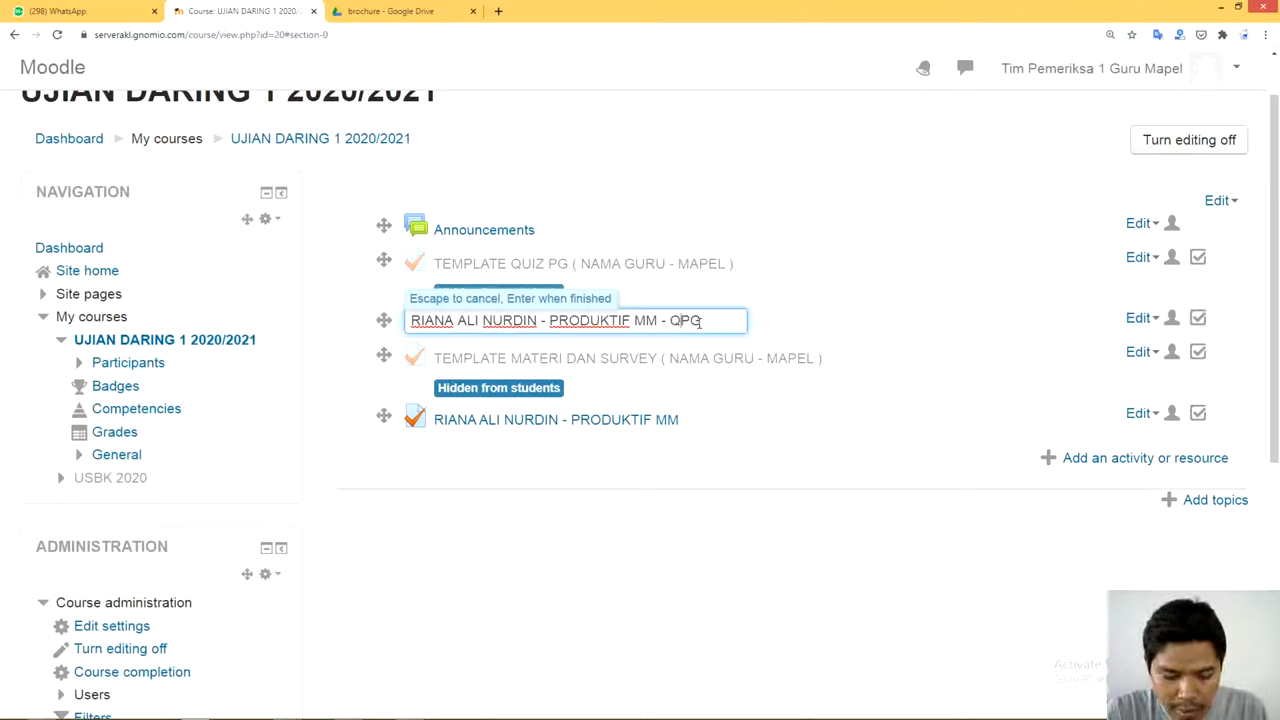 (298) WhatsApp
Course: UJIAN DARING 1 2020/
brochure - Google Drive
serverakl.gnomio.com/course/view.php?id=20#section-0
Moodle
Tim Pemeriksa 1 Guru Mapel
UJIAN DARING 1 2020/2021
Dashboard
My courses
UJIAN DARING 1 2020/2021
Turn editing off
NAVIGATION
Dashboard
Site home
Site pages
My courses
UJIAN DARING 1 2020/2021
Participants
Badges
Competencies
Grades
General
USBK 2020
ADMINISTRATION
Course administration
Edit settings
Turn editing off
Course completion
Users
Filters
Edit
Announcements
Edit
TEMPLATE QUIZ PG ( NAMA GURU - MAPEL )
Edit
Escape to cancel, Enter when finished
RIANA ALI NURDIN - PRODUKTIF MM - QPG
Edit
TEMPLATE MATERI DAN SURVEY ( NAMA GURU - MAPEL )
Edit
Hidden from students
RIANA ALI NURDIN - PRODUKTIF MM
Edit
Add an activity or resource
Add topics
Activate